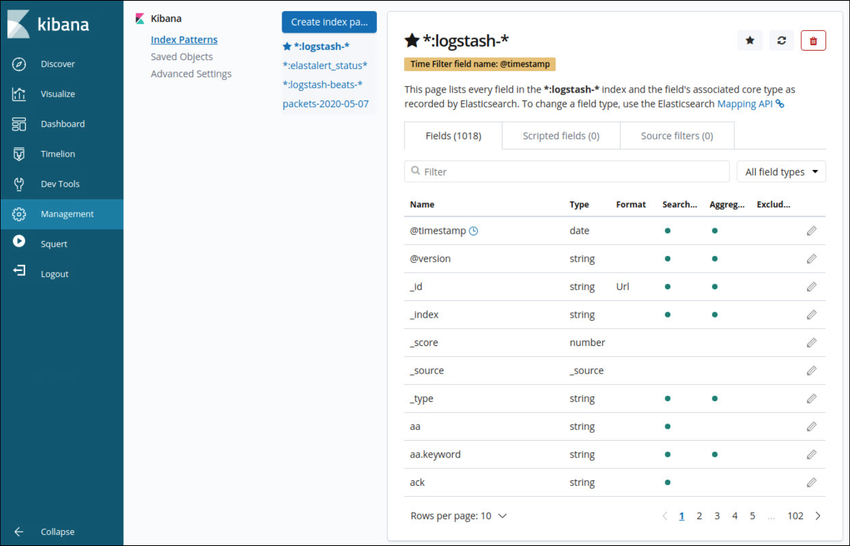 kibana
Discover
Visualize
Dashboard
Timelion
Dev Tools
Management
Squert
Logout
Collapse
Kibana
Index Patterns
Saved Objects
Advanced Settings
Create index pa...
*:logstash-*
*:elastalert_status*
*:logstash-beats-*
packets-2020-05-07
*:logstash-*
Time Filter field name: @timestamp
This page lists every field in the *:logstash-* index and the field's associated core type as
recorded by Elasticsearch. To change a field type, use the Elasticsearch Mapping API
Fields (1018) Scripted fields (0) Source filters (0)
Filter All field types
Name Type Format Search... Aggreg... Exclud...
@timestamp date
@version string
_id string Url
_index string
_score number
_source _source
_type string
aa string
aa.keyword string
ack string
Rows per page: 10 < 1 2 3 4 5 ... 102 >